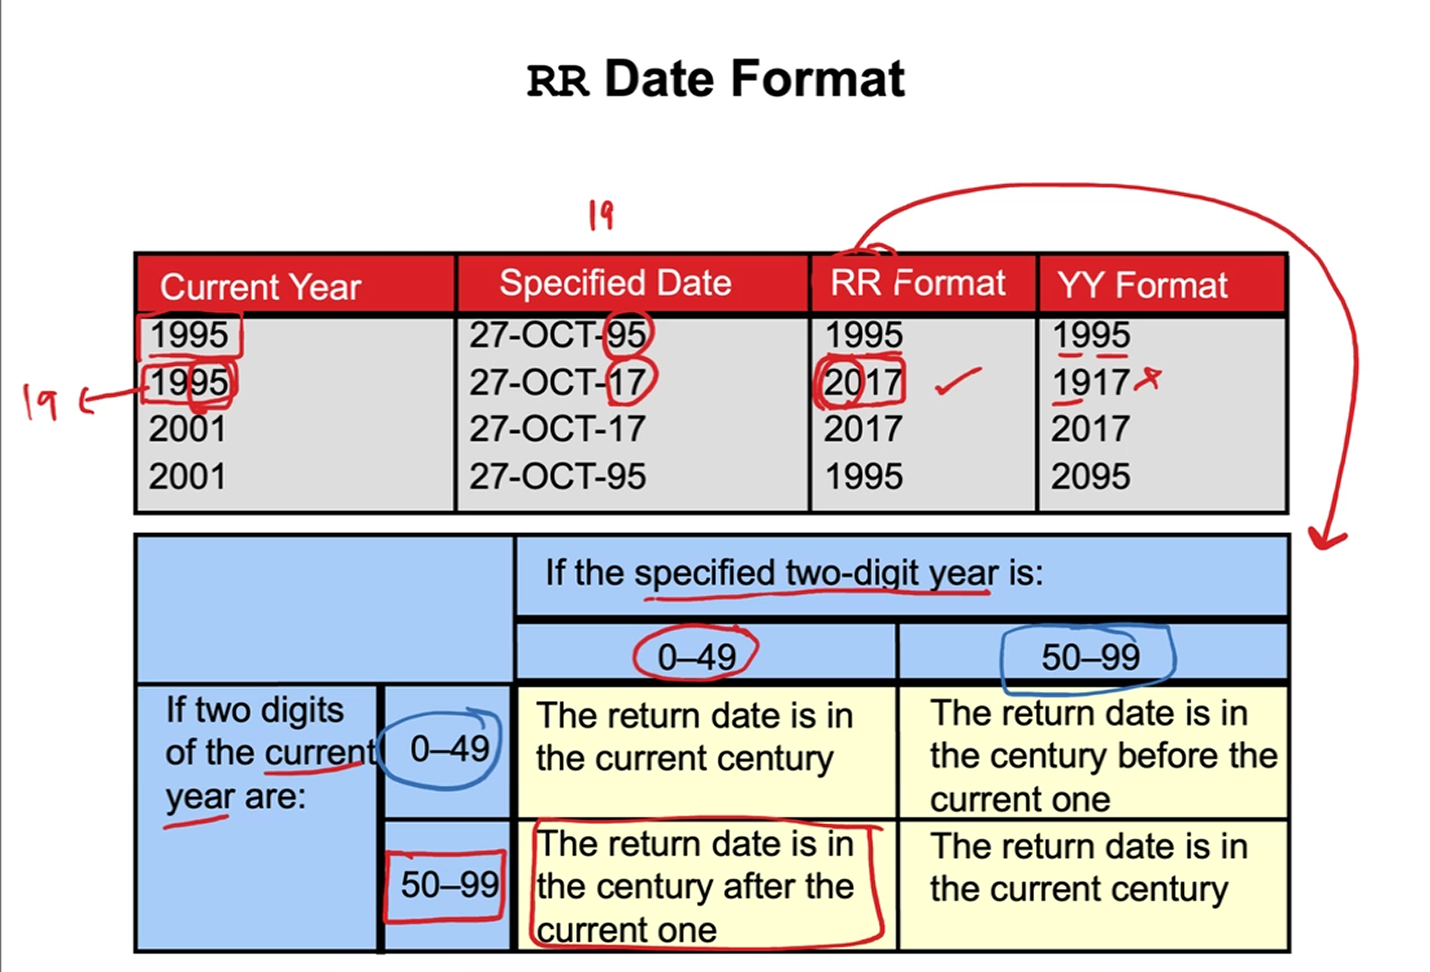 RR Date Format
19
Current Year Specified Date RR Format YY Format
1995 27-OCT-95 1995 1995
19 1995 27-OCT-17 2017 1917
2001 27-OCT-17 2017 2017
2001 27-OCT-95 1995 2095
If the specified two-digit year is:
0–49 50–99
If two digits
of the current
year are:
0–49
The return date is in
the current century
The return date is in
the century before the
current one
50–99
The return date is in
the century after the
current one
The return date is in
the current century